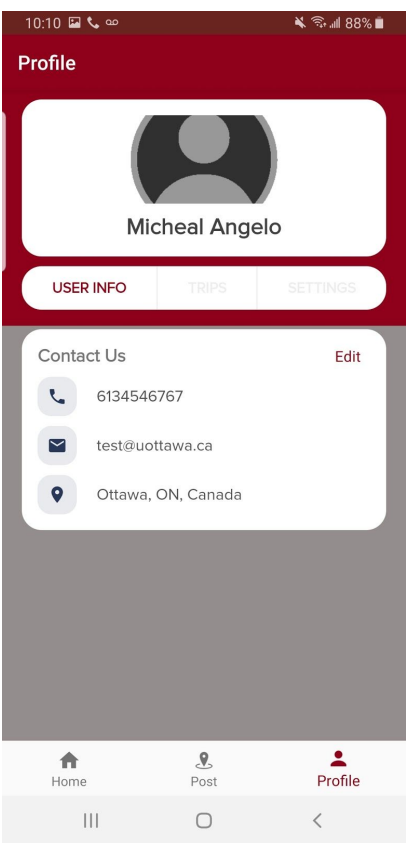 10:10 88%
Profile
Micheal Angelo
USER INFO TRIPS SETTINGS
Contact Us Edit
6134546767
test@uottawa.ca
Ottawa, ON, Canada
Home Post Profile